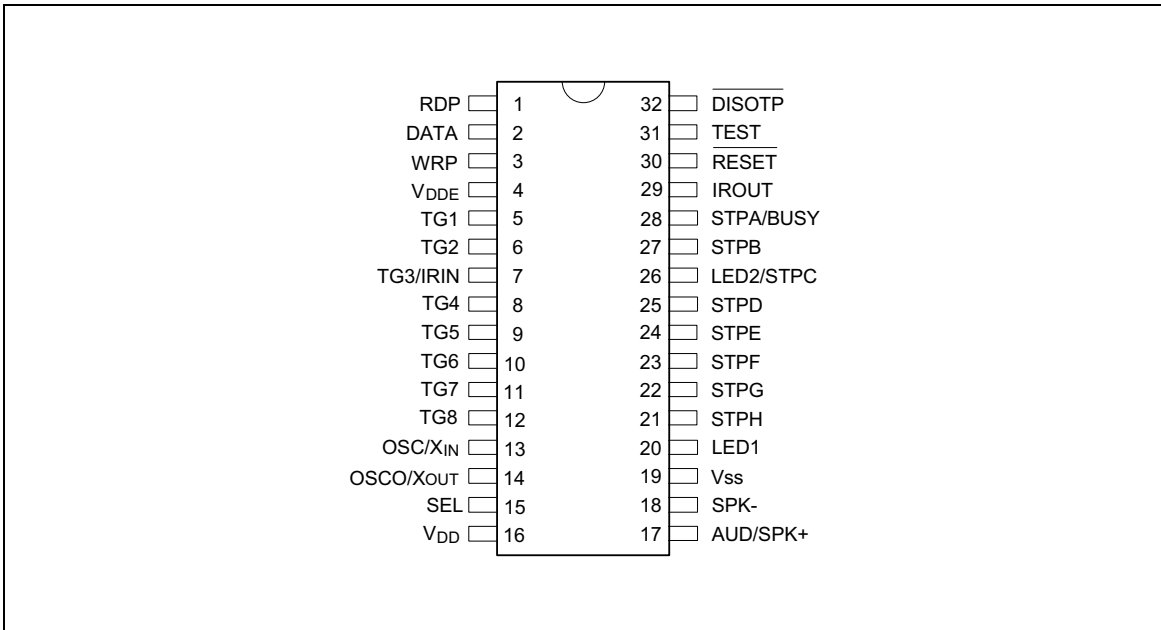 RDP 1 32 DISOTP
DATA 2 31 TEST
WRP 3 30 RESET
VDDE 4 29 IROUT
TG1 5 28 STPA/BUSY
TG2 6 27 STPB
TG3/IRIN 7 26 LED2/STPC
TG4 8 25 STPD
TG5 9 24 STPE
TG6 10 23 STPF
TG7 11 22 STPG
TG8 12 21 STPH
OSC/XIN 13 20 LED1
OSCO/XOUT 14 19 Vss
SEL 15 18 SPK-
VDD 16 17 AUD/SPK+